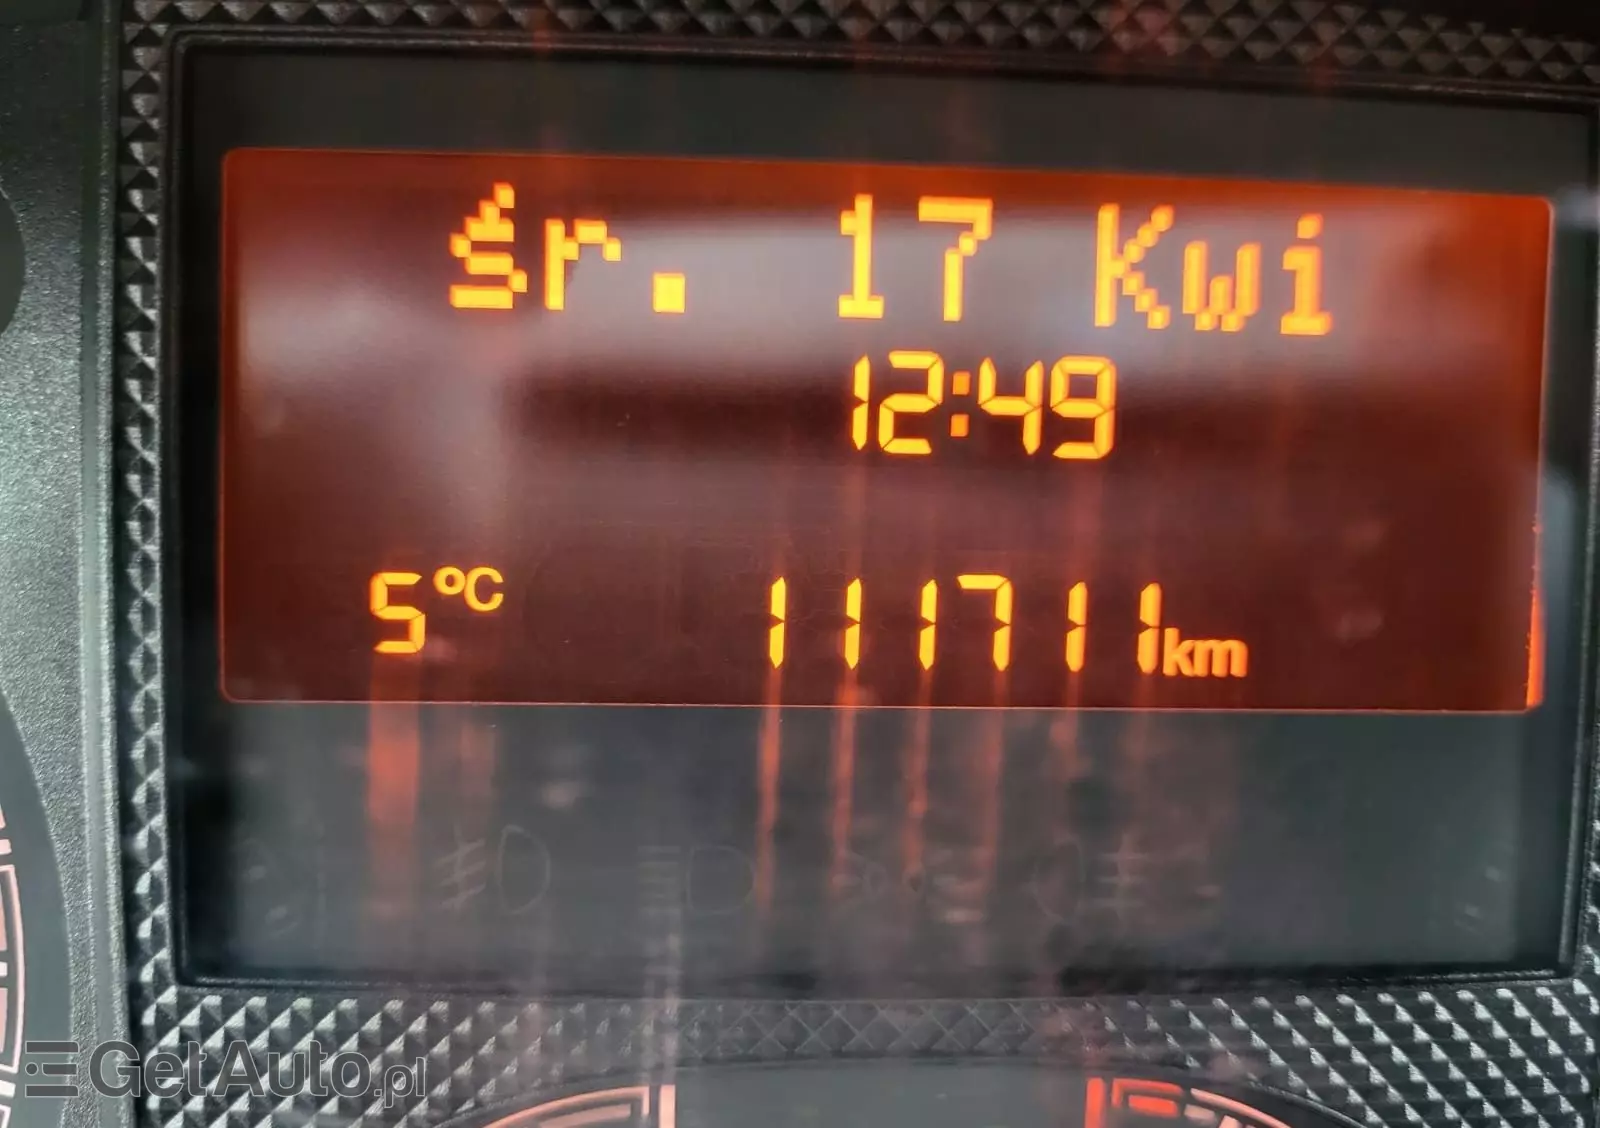 śr. 17 Kwi
12:49
5°C 111711km
GetAuto.pl